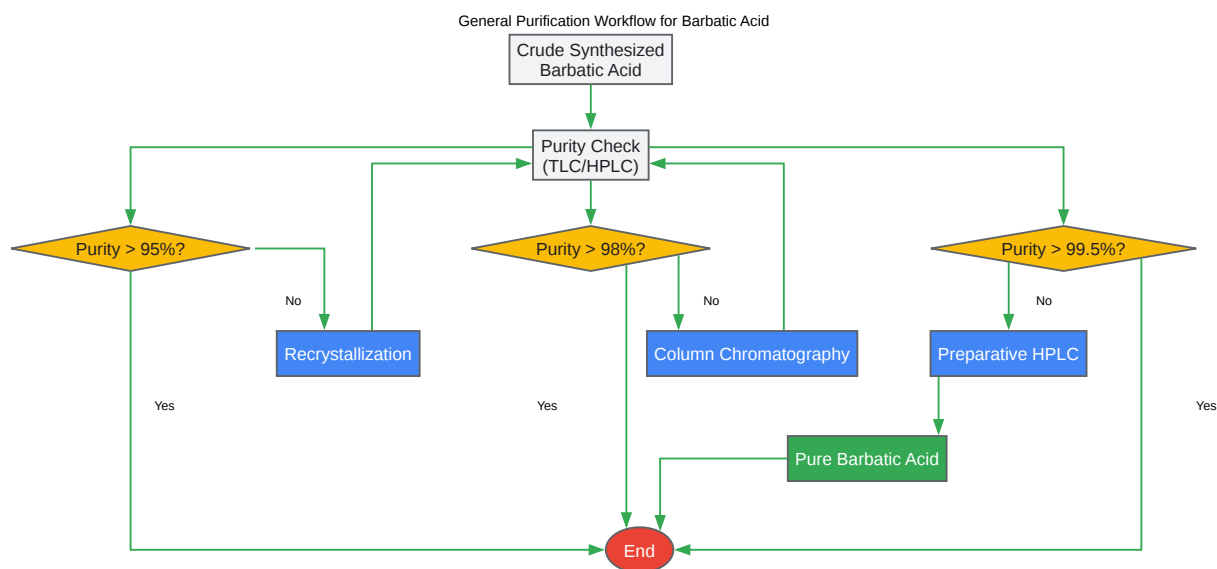 General Purification Workflow for Barbatic Acid
Crude Synthesized
Barbatic Acid
Purity Check
(TLC/HPLC)
Purity > 95%?
Purity > 98%?
Purity > 99.5%?
No
No
No
Recrystallization
Column Chromatography
Preparative HPLC
Yes
Yes
Yes
Pure Barbatic Acid
End